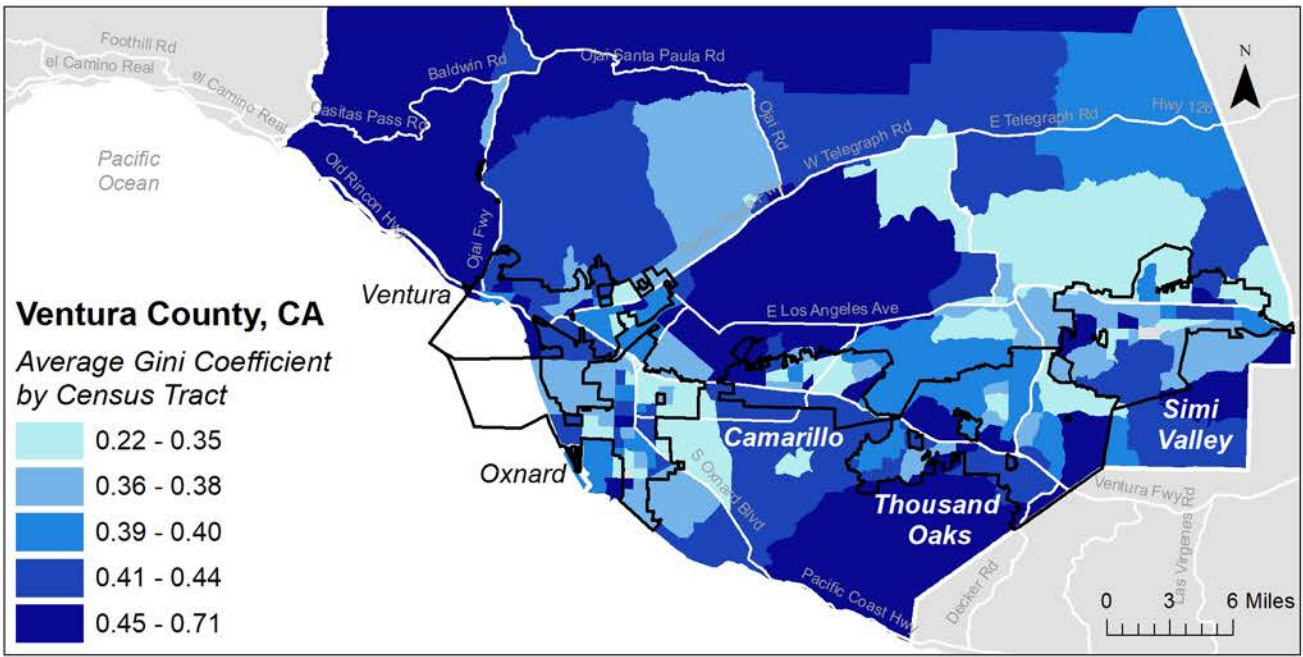 Foothill Rd
el Camino Real
el Camino Real
Baldwin Rd
Ojai Santa Paula Rd
N
Casitas Pass Rd
Ojai Rd
E Telegraph Rd
Hwy 126
W Telegraph Rd
Pacific
Ocean
Old Rincon Hwy
Ojai Fwy
Ventura
E Los Angeles Ave
Ventura County, CA
Average Gini Coefficient
by Census Tract
0.22 - 0.35
0.36 - 0.38
0.39 - 0.40
0.41 - 0.44
0.45 - 0.71
Oxnard
Camarillo
S Oxnard Blvd
Simi
Valley
Thousand
Oaks
Ventura Fwy
Las Virgenes Rd
Decker Rd
Pacific Coast Hwy
0 3 6 Miles